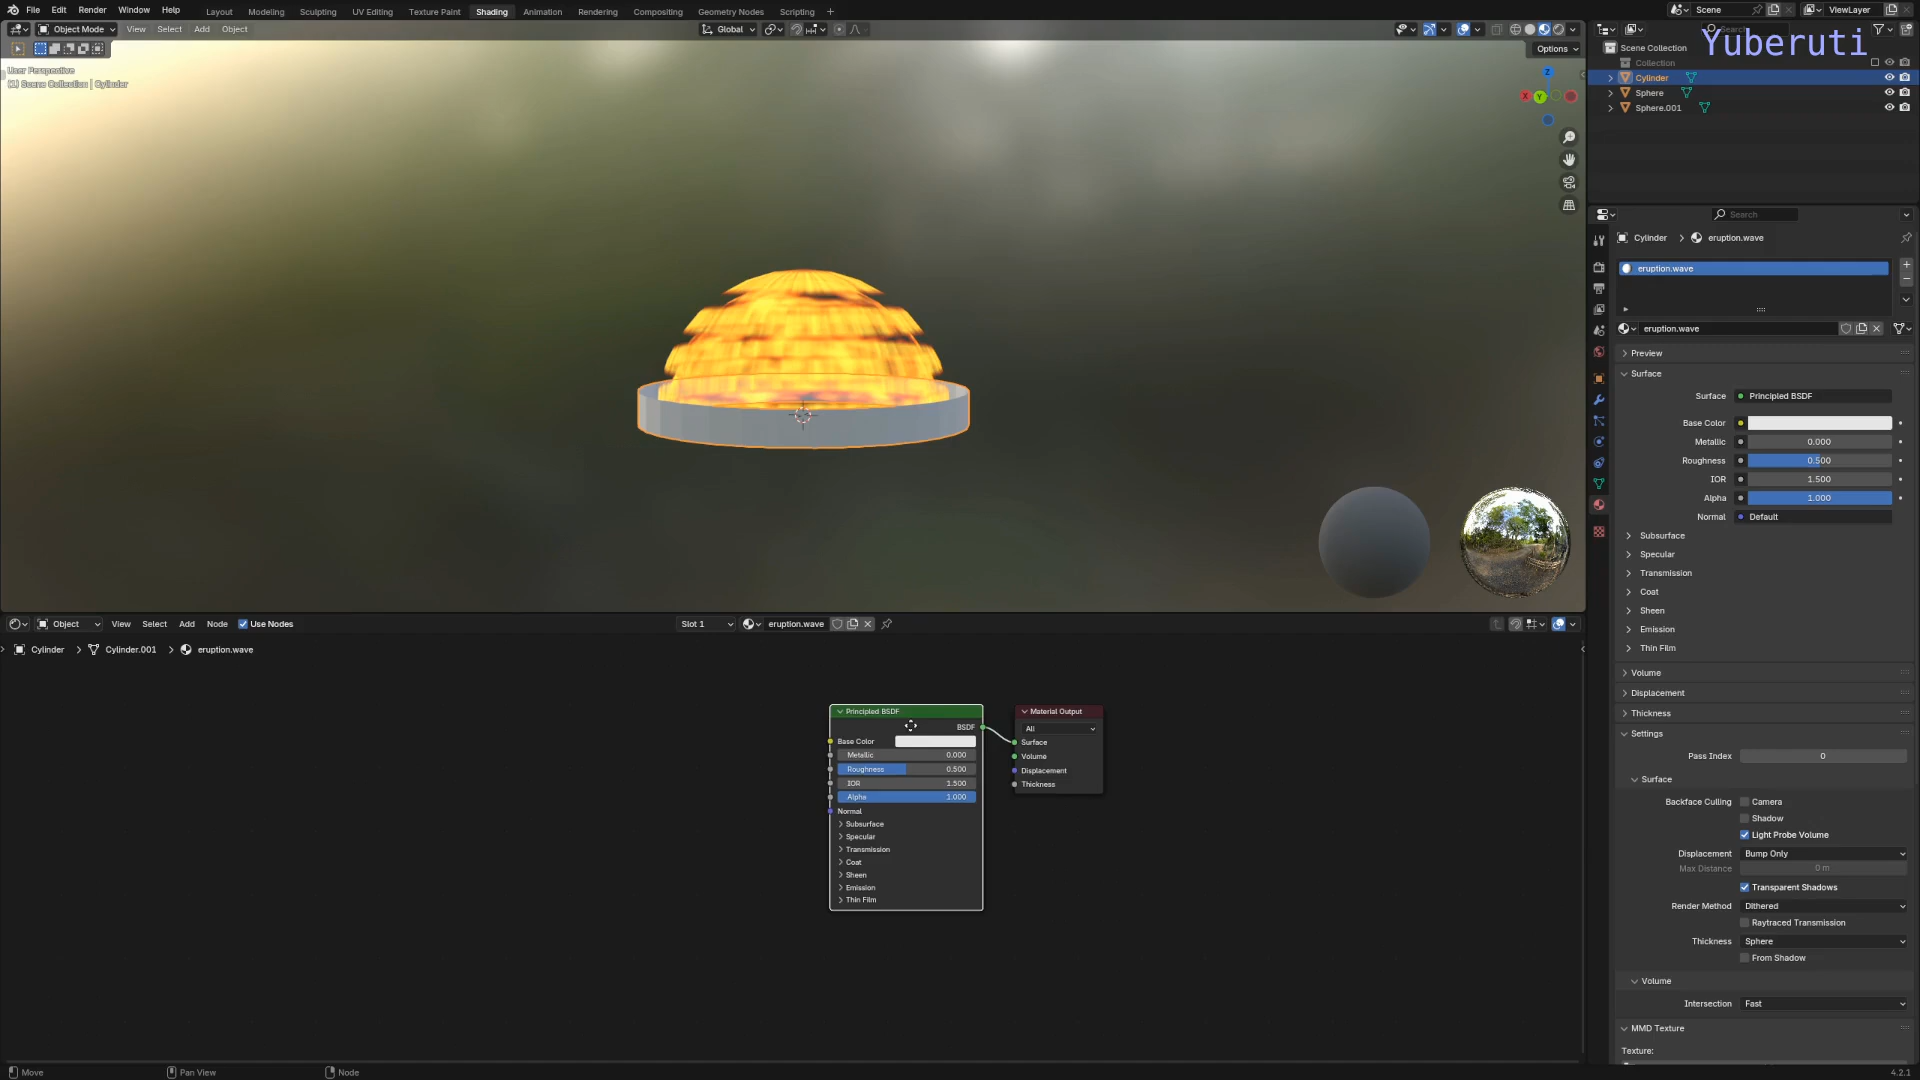 File Edit Render Window Help Layout Modeling Sculpting UV Editing Texture Paint Shading Animation Rendering Compositing Geometry Nodes Scripting + Scene ViewLayer
Object Mode View Select Add Object Global
Options
Yuberuti
User Perspective
(1) Scene Collection | Cylinder
Z
X
Y
Scene Collection
Collection
Cylinder
Sphere
Sphere.001
Search
Cylinder > eruption.wave
eruption.wave
eruption.wave
Preview
Surface
Surface Principled BSDF
Base Color
Metallic 0.000
Roughness 0.500
IOR 1.500
Alpha 1.000
Normal Default
Subsurface
Specular
Transmission
Coat
Sheen
Emission
Thin Film
Volume
Displacement
Thickness
Settings
Pass Index 0
Surface
Backface Culling Camera
Shadow
Light Probe Volume
Displacement Bump Only
Max Distance 0 m
Transparent Shadows
Render Method Dithered
Raytraced Transmission
Thickness Sphere
From Shadow
Volume
Intersection Fast
MMD Texture
Texture:
Object View Select Add Node Use Nodes Slot 1 eruption.wave
Cylinder > Cylinder.001 > eruption.wave
Principled BSDF
BSDF
Base Color
Metallic 0.000
Roughness 0.500
IOR 1.500
Alpha 1.000
Normal
Subsurface
Specular
Transmission
Coat
Sheen
Emission
Thin Film
Material Output
All
Surface
Volume
Displacement
Thickness
Move Pan View Node 4.2.1